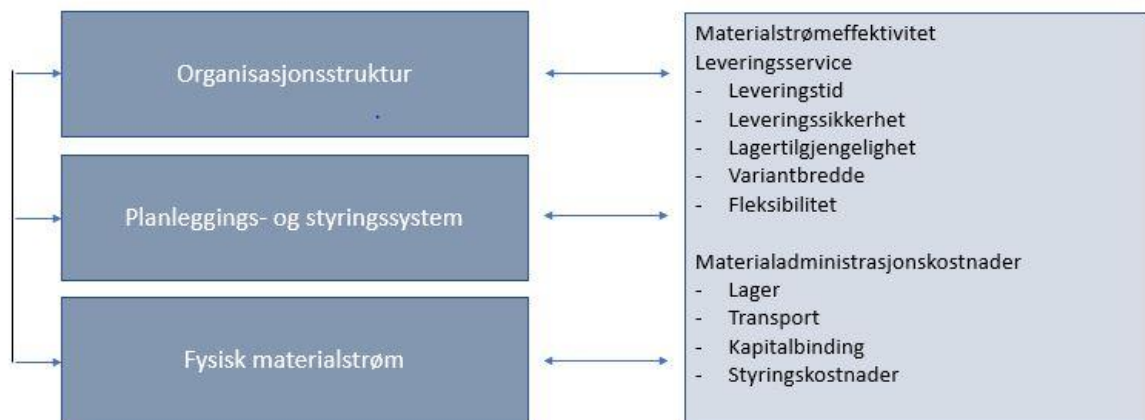 Organisasjonsstruktur
Planleggings- og styringssystem
Fysisk materialstrøm
Materialstrømeffektivitet
Leveringsservice
- Leveringstid
- Leveringssikkerhet
- Lagertilgjengelighet
- Variantbredde
- Fleksibilitet
Materialadministrasjonskostnader
- Lager
- Transport
- Kapitalbinding
- Styringskostnader